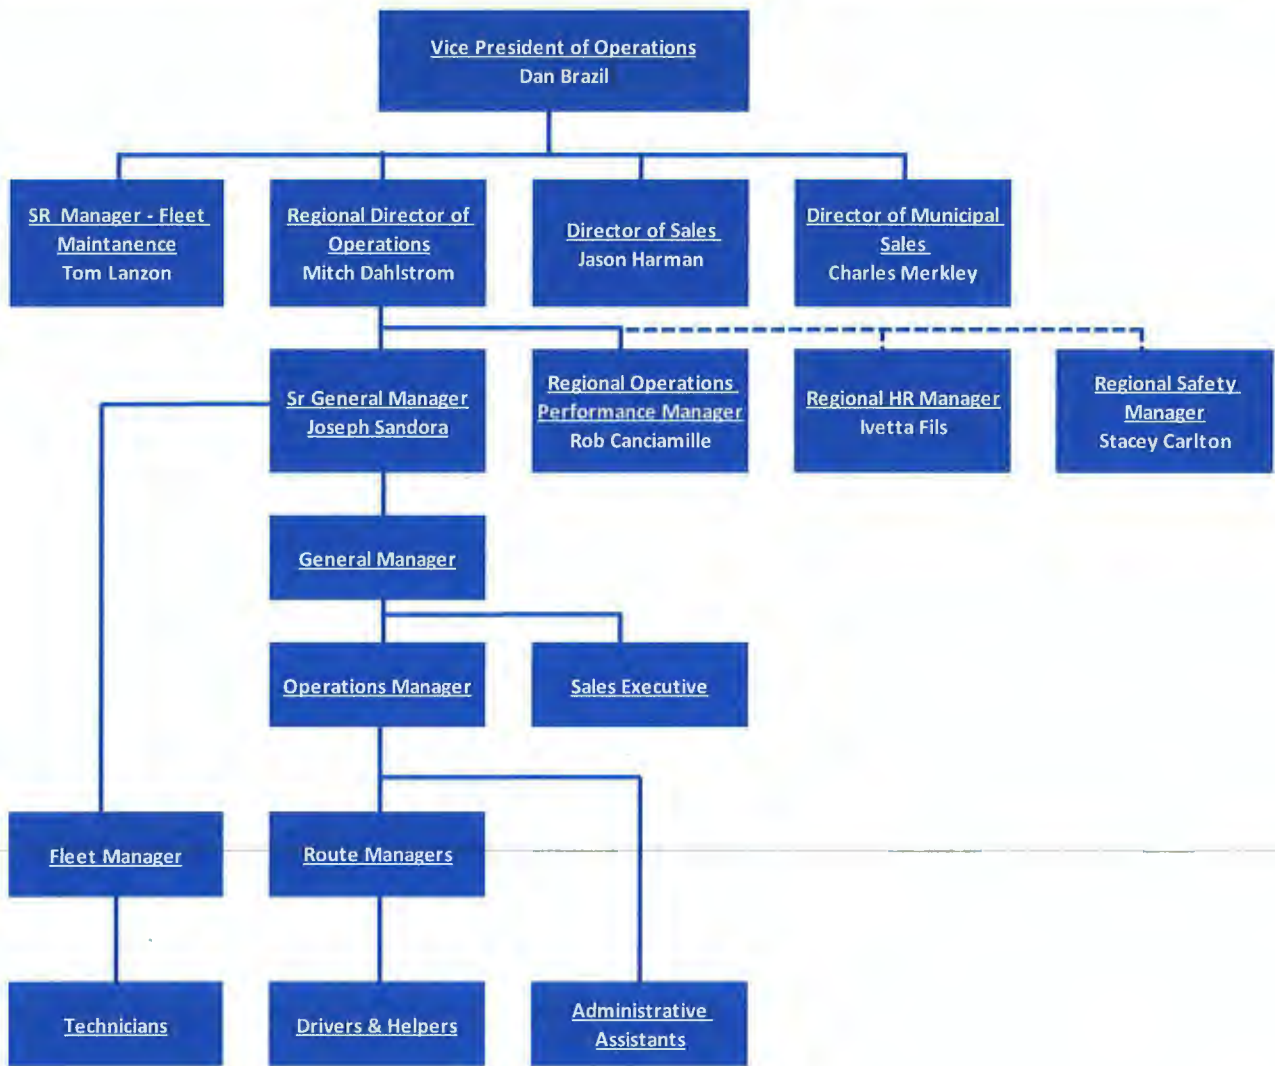 Vice President of Operations
Dan Brazil
SR Manager - Fleet
Maintanence
Tom Lanzon
Regional Director of
Operations
Mitch Dahlstrom
Director of Sales
Jason Harman
Director of Municipal
Sales
Charles Merkley
Sr General Manager
Joseph Sandora
Regional Operations
Performance Manager
Rob Canciamille
Regional HR Manager
Ivetta Fils
Regional Safety
Manager
Stacey Carlton
General Manager
Operations Manager
Sales Executive
Fleet Manager
Route Managers
Technicians
Drivers & Helpers
Administrative
Assistants